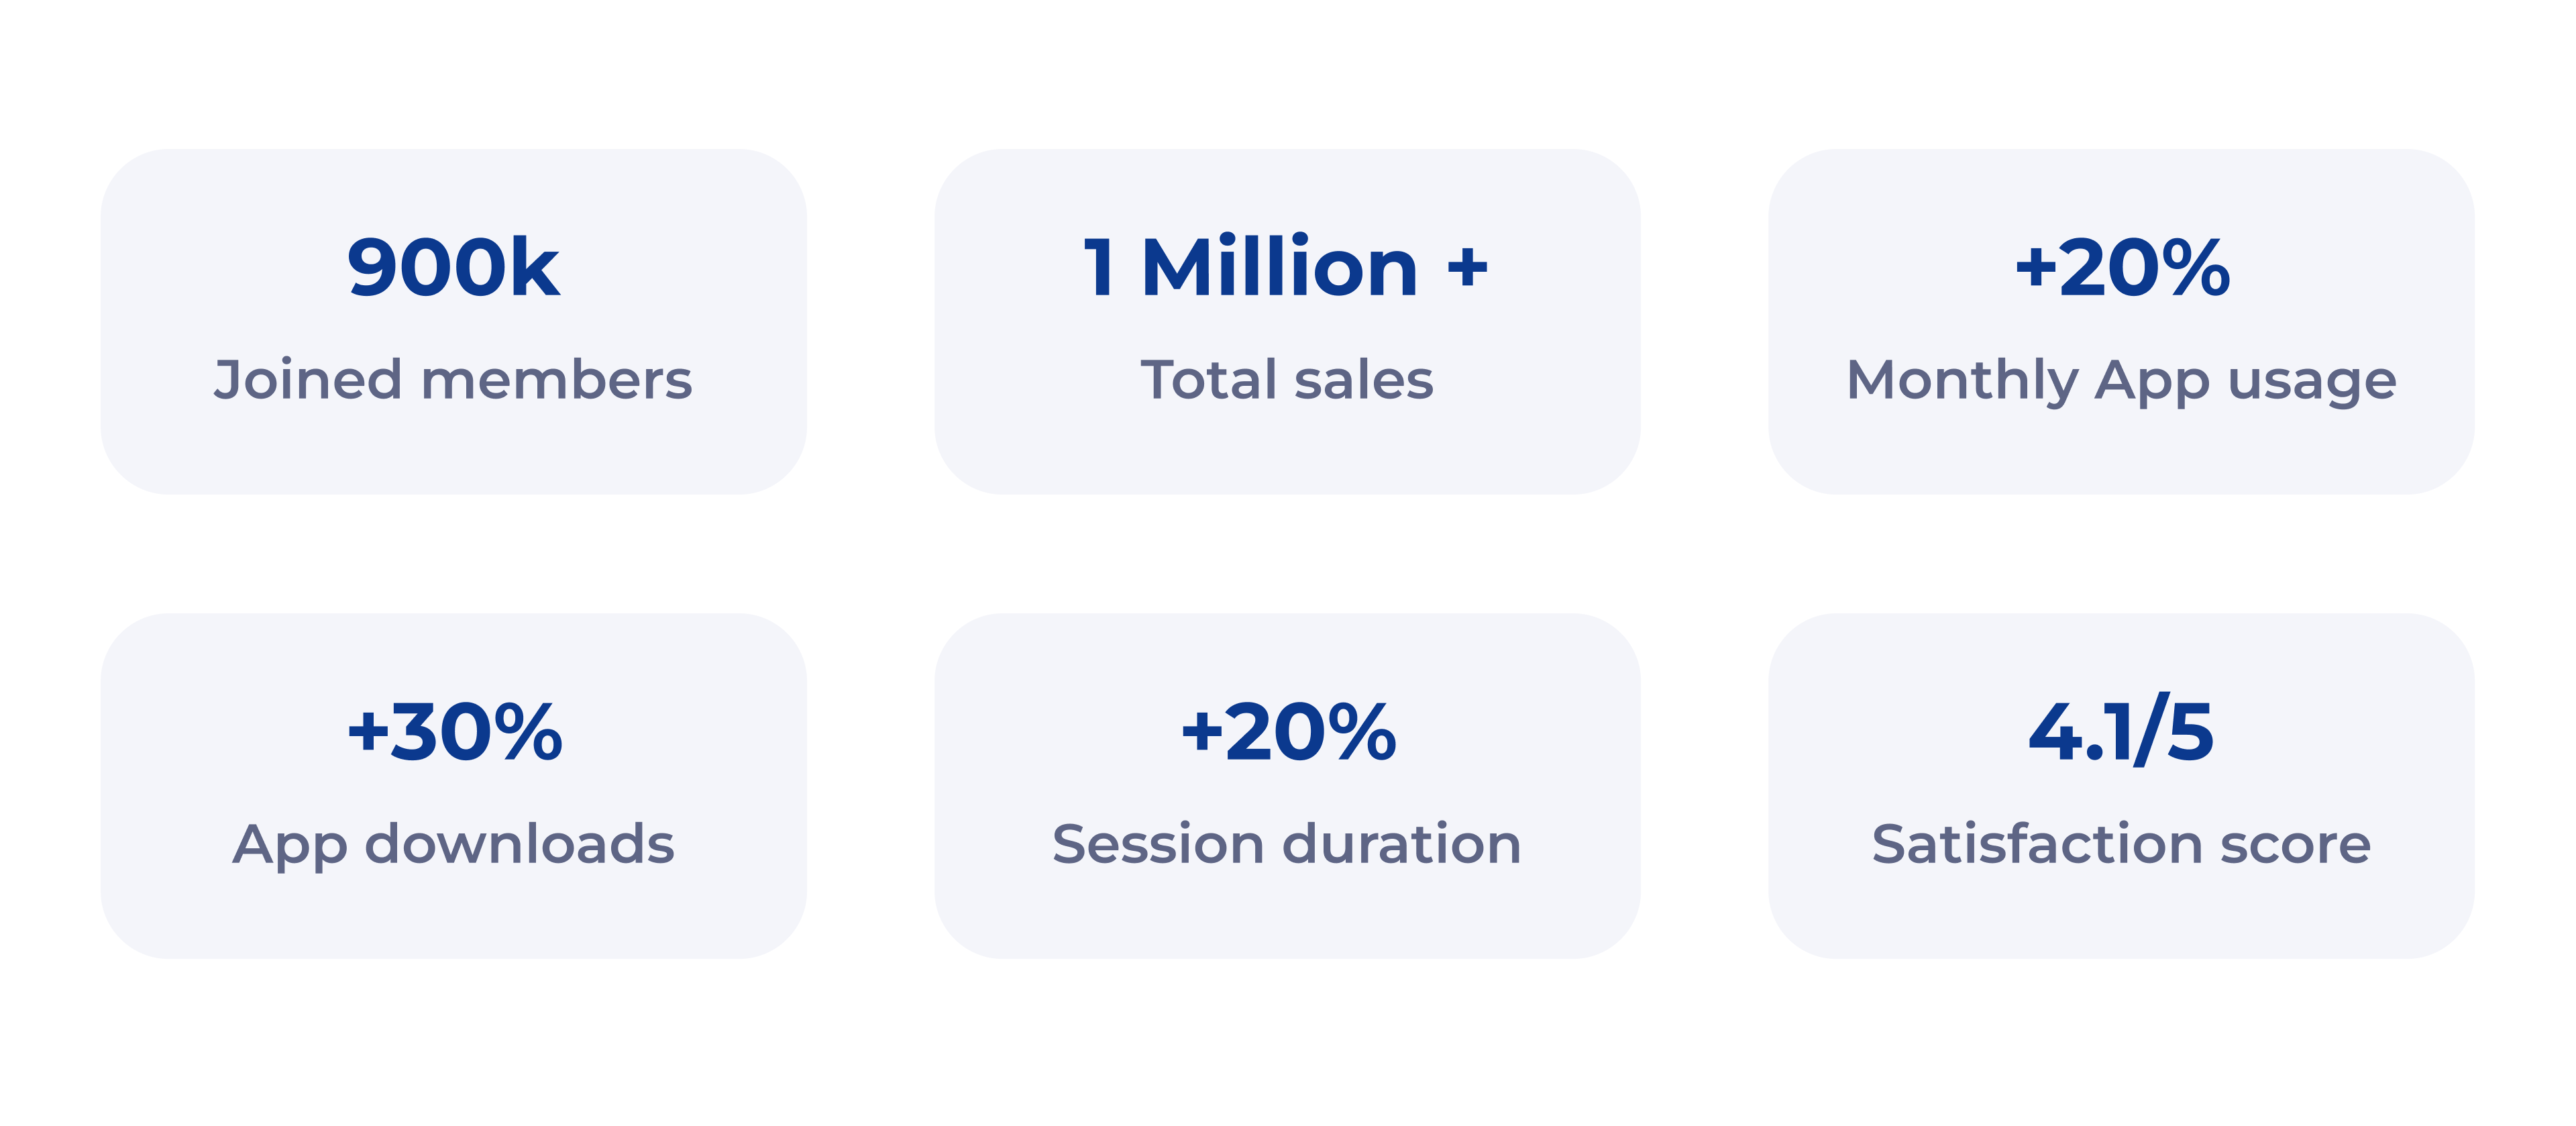 900k
Joined members
1 Million +
Total sales
+20%
Monthly App usage
+30%
App downloads
+20%
Session duration
4.1/5
Satisfaction score